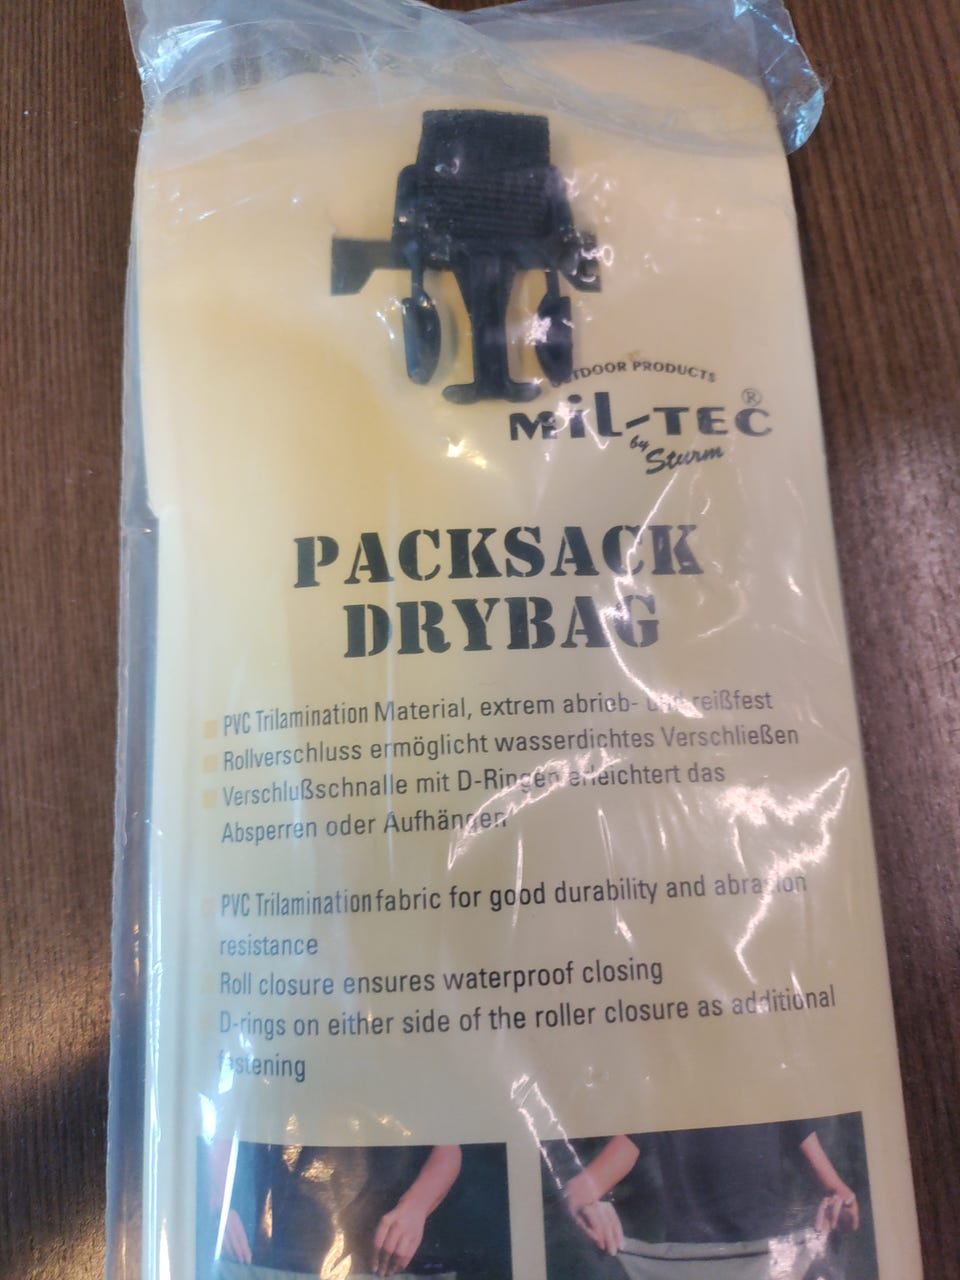 OUTDOOR PRODUCTS
MiL-TEC®
by
Sturm
PACKSACK
DRYBAG
PVC Trilamination Material, extrem abrieb- und reißfest
Rollverschluss ermöglicht wasserdichtes Verschließen
Verschlußschnalle mit D-Ringen erleichtert das
Absperren oder Aufhängen
PVC Trilamination fabric for good durability and abrasion
resistance
Roll closure ensures waterproof closing
D-rings on either side of the roller closure as additional
fastening